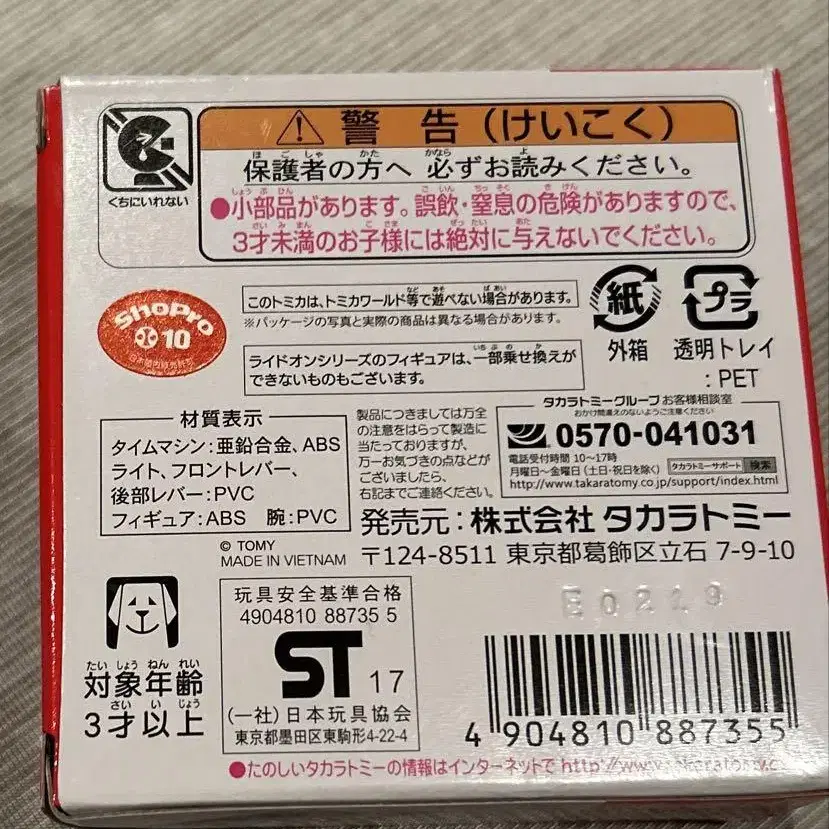 くちにいれない
警告(けいこく)
保護者の方へ 必ずお読みください。
●小部品があります。誤飲・窒息の危険がありますので、
3才未満のお子様には絶対に与えないでください。
ShoPro
10
このトミカは、トミカワールド等で遊べない場合があります。
※パッケージの写真と実際の商品は異なる場合があります。
ライドオンシリーズのフィギュアは、一部乗せ換えが
できないものもございます。
紙
外箱
プラ
透明トレイ
:PET
材質表示
タイムマシン:亜鉛合金、ABS
ライト、フロントレバー、
後部レバー:PVC
フィギュア:ABS 腕:PVC
製品につきましては万全
の注意をはらって製造に
当たっておりますが、
万一お気づきの点などが
ございましたら、
右記までご連絡ください。
タカラトミーグループ お客様相談室
おかけ間違えのないようご注意ください
0570-041031
電話受付時間 10〜17時
月曜日〜金曜日(土・日・祝日を除く) タカラトミーサポート 検索
http://www.takaratomy.co.jp/support/index.html
© TOMY
MADE IN VIETNAM
発売元:株式会社 タカラトミー
〒124-8511 東京都葛飾区立石 7-9-10
対象年齢
3才以上
玩具安全基準合格
4904810 88735 5
ST 17
(一社)日本玩具協会
東京都墨田区東駒形4-22-4
E0219
4 904810 887355
●たのしいタカラトミーの情報はインターネットで